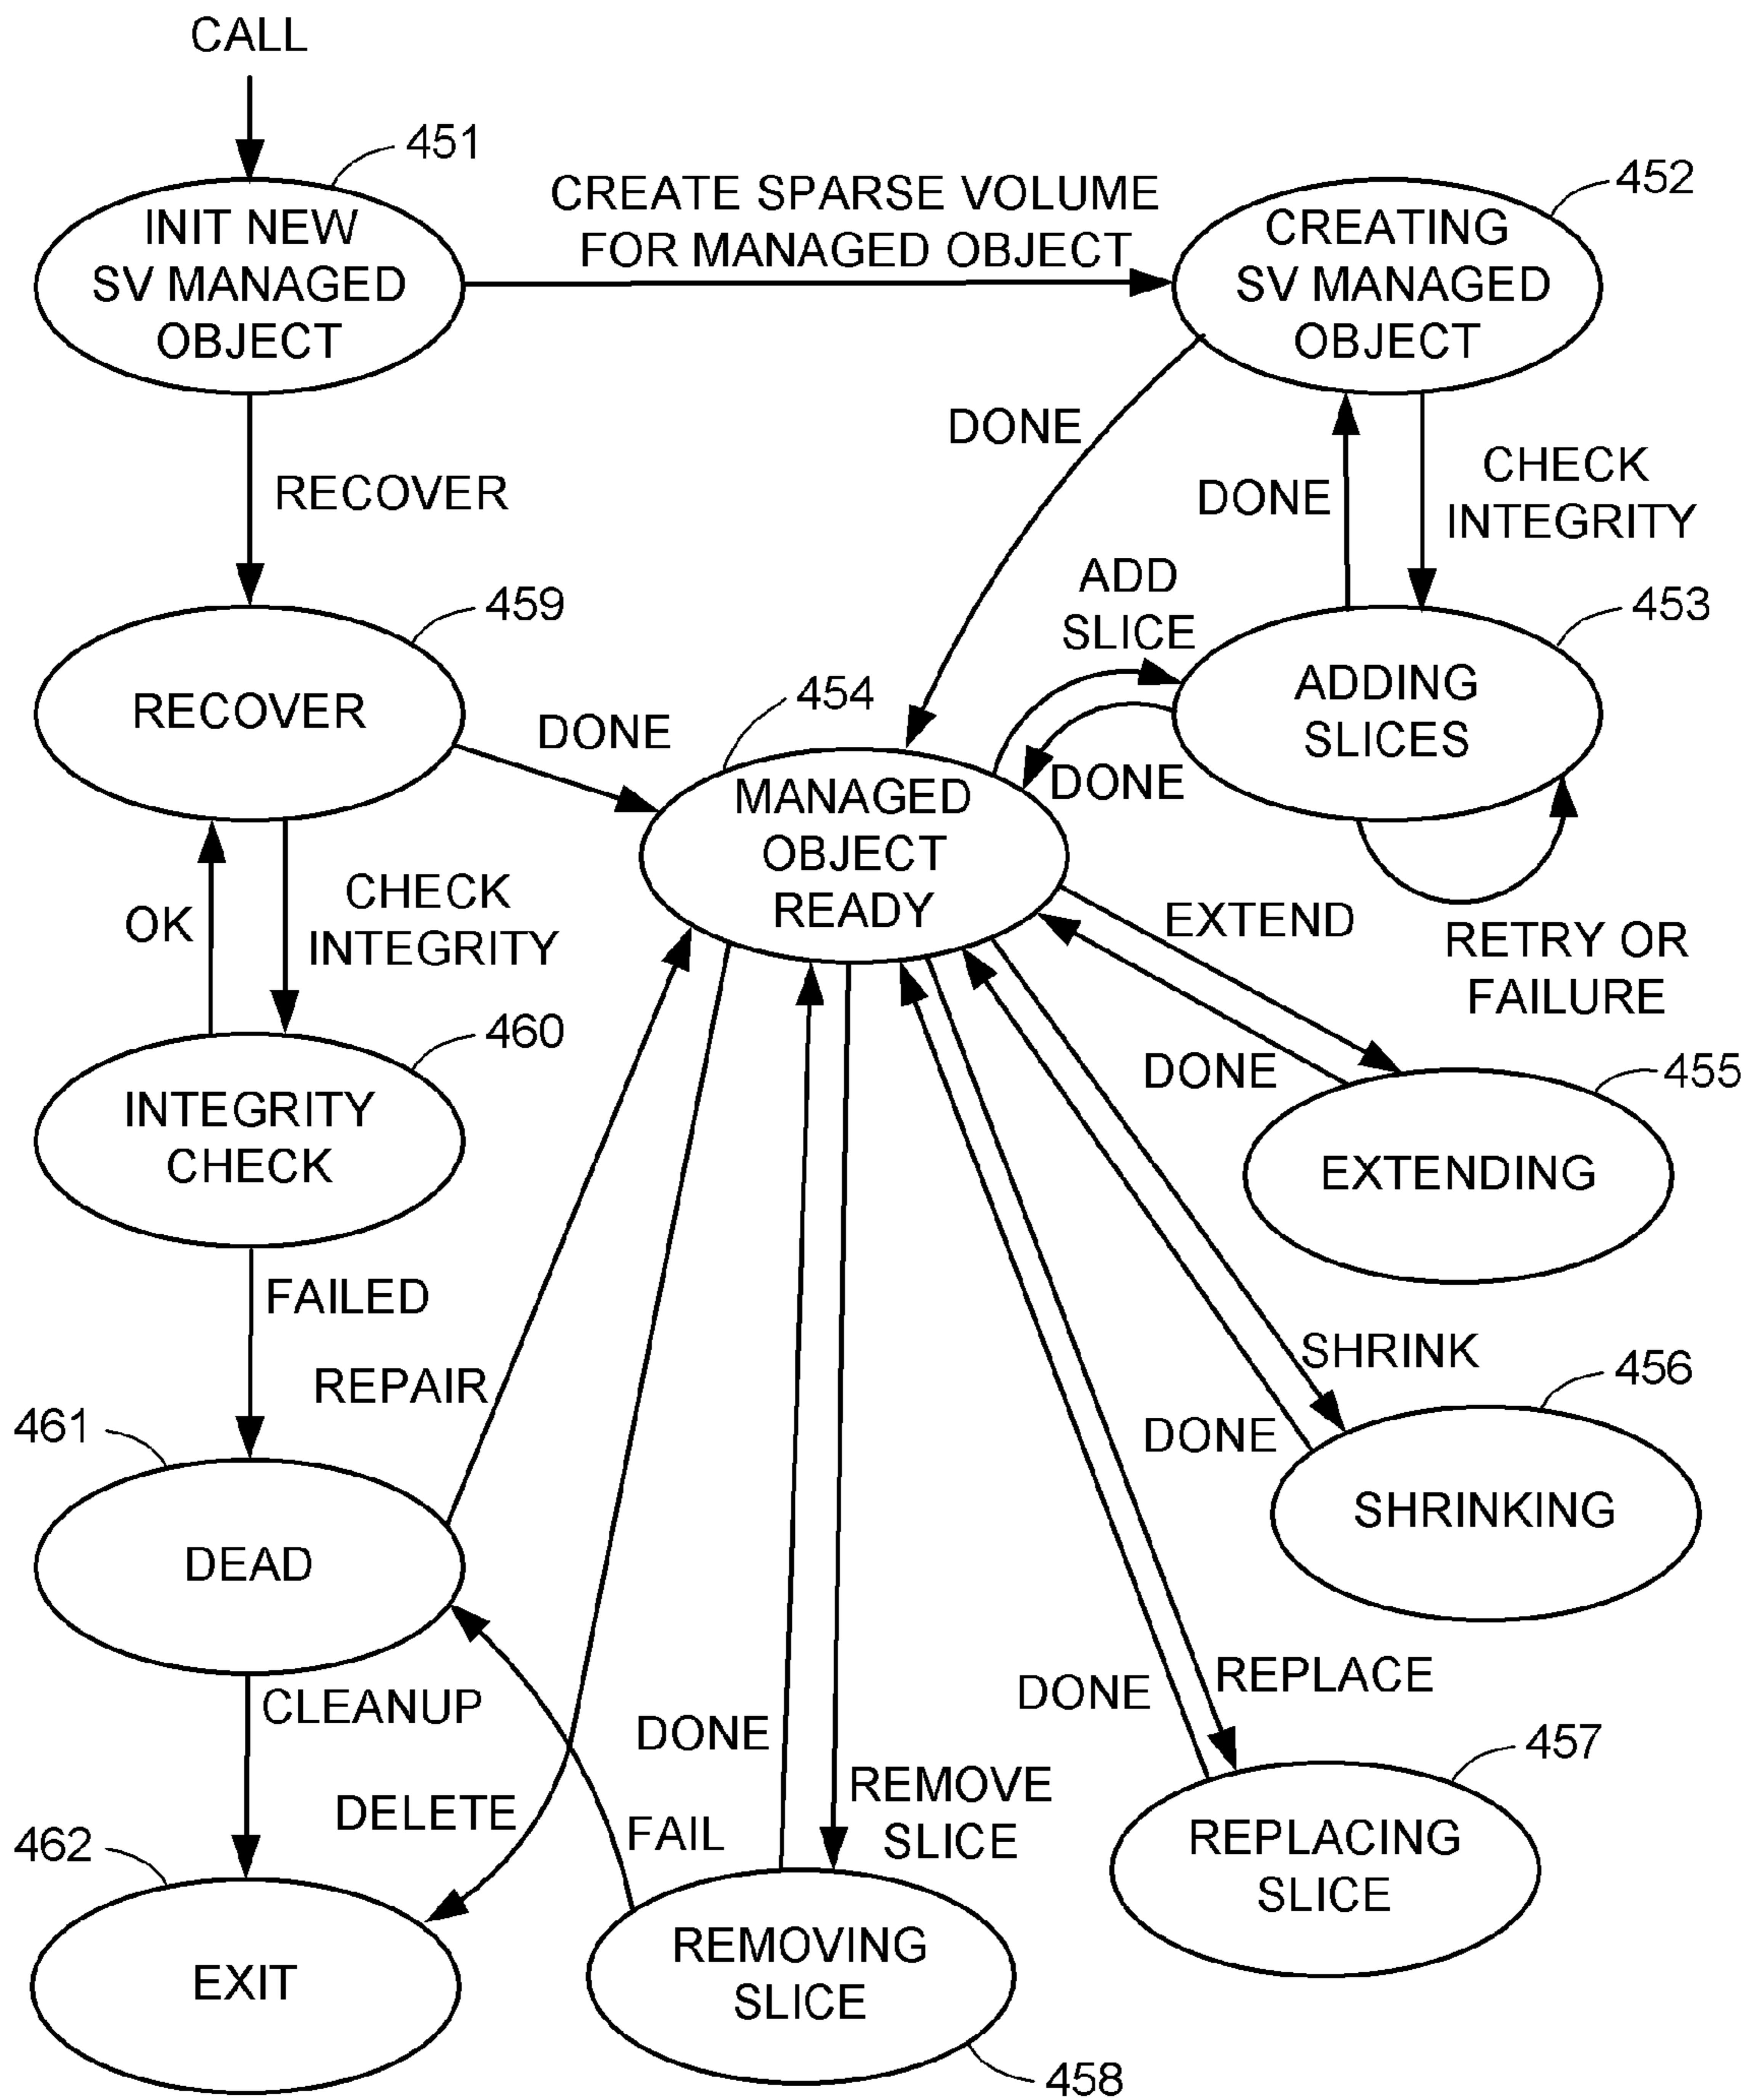 CALL
451
INIT NEW
SV MANAGED
OBJECT
CREATE SPARSE VOLUME
FOR MANAGED OBJECT
452
CREATING
SV MANAGED
OBJECT
DONE
RECOVER
DONE
CHECK
INTEGRITY
ADD
SLICE
459
RECOVER
453
ADDING
SLICES
454
DONE
DONE
MANAGED
OBJECT
READY
OK
CHECK
INTEGRITY
EXTEND
RETRY OR
FAILURE
460
INTEGRITY
CHECK
DONE
455
EXTENDING
FAILED
REPAIR
SHRINK
456
DONE
SHRINKING
461
DEAD
CLEANUP
DONE
DONE
REPLACE
457
DELETE
FAIL
REMOVE
SLICE
REPLACING
SLICE
462
EXIT
REMOVING
SLICE
458